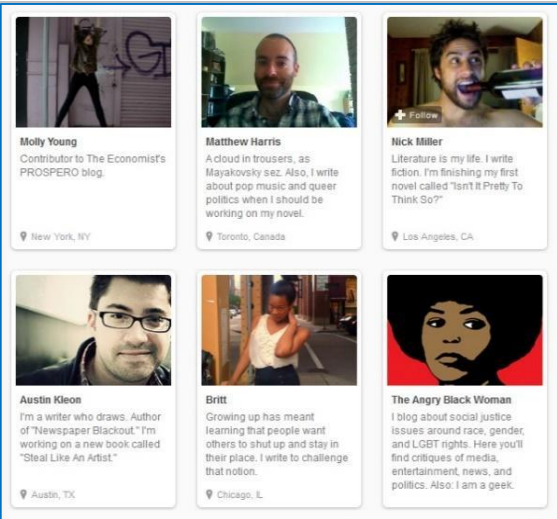 Molly Young
Contributor to The Economist's
PROSPERO blog.
New York, NY
Matthew Harris
A cloud in trousers, as
Mayakovsky sez. Also, I write
about pop music and queer
politics when I should be
working on my novel.
Toronto, Canada
Follow
Nick Miller
Literature is my life. I write
fiction. I'm finishing my first
novel called "Isn't It Pretty To
Think So?"
Los Angeles, CA
Austin Kleon
I'm a writer who draws. Author
of "Newspaper Blackout." I'm
working on a new book called
"Steal Like An Artist."
Austin, TX
Britt
Growing up has meant
learning that people want
others to shut up and stay in
their place. I write to challenge
that notion.
Chicago, IL
The Angry Black Woman
I blog about social justice
issues around race, gender,
and LGBT rights. Here you'll
find critiques of media,
entertainment, news, and
politics. Also: I am a geek.